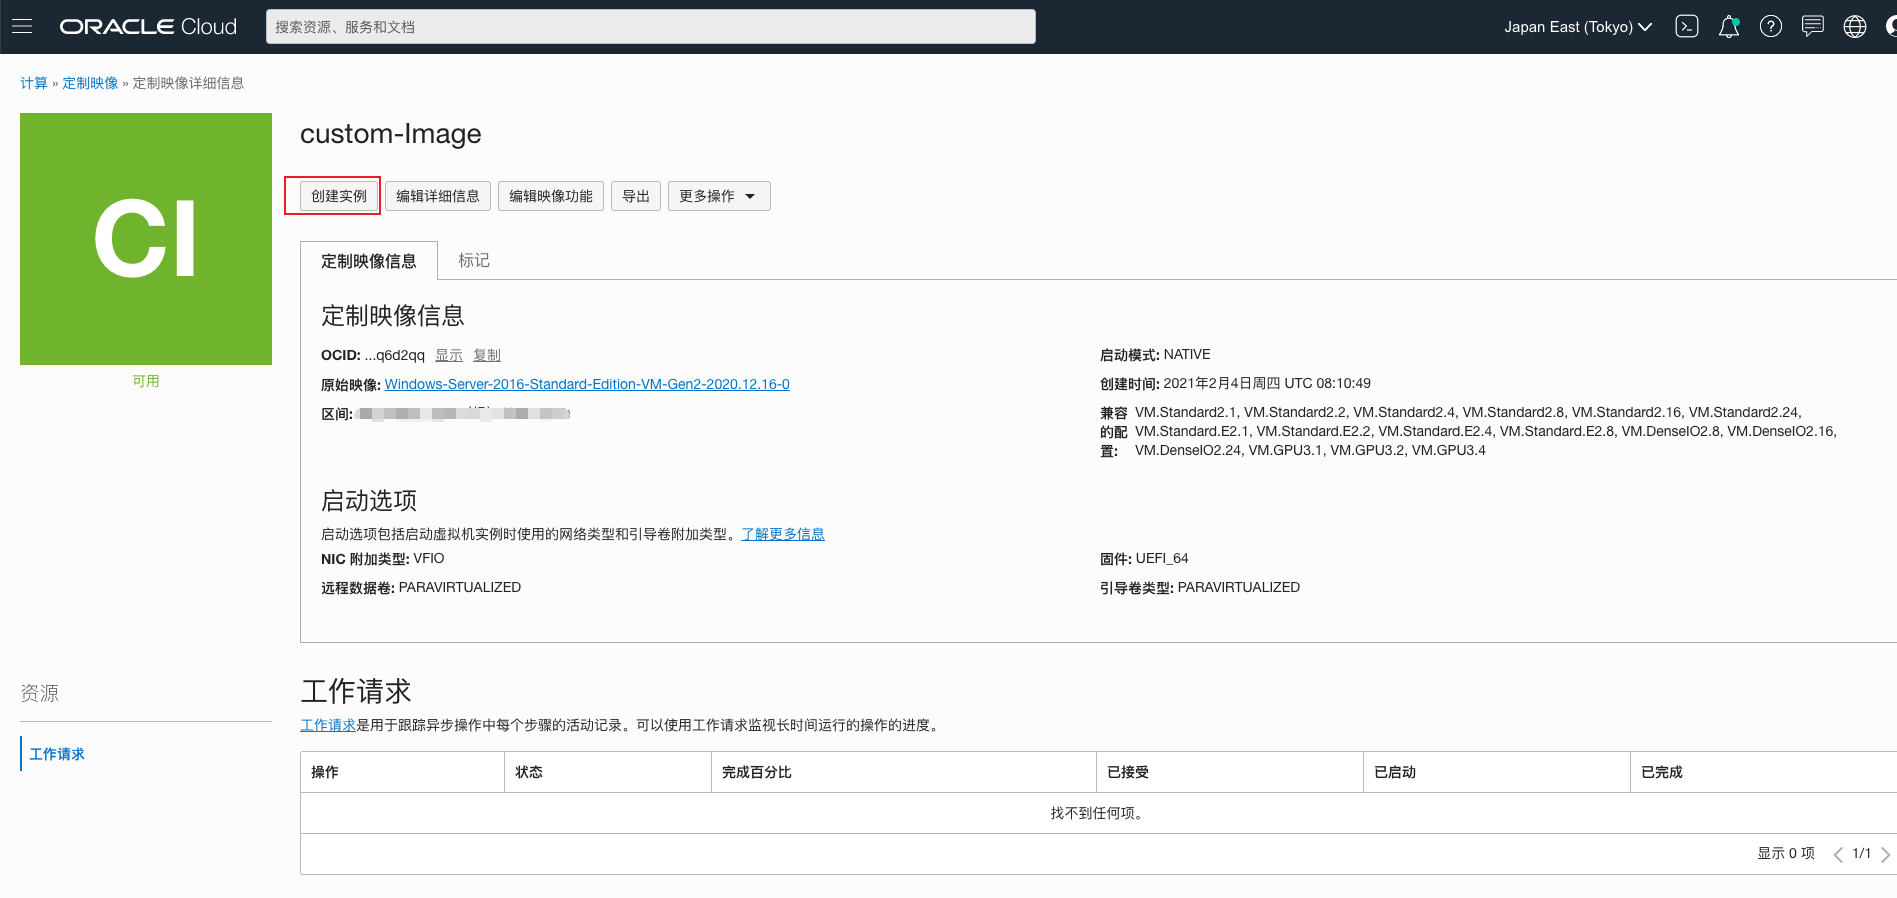 ORACLE Cloud
搜索资源、服务和文档
Japan East (Tokyo)
计算 » 定制映像 » 定制映像详细信息
CI
可用
custom-Image
创建实例
编辑详细信息
编辑映像功能
导出
更多操作
定制映像信息
标记
定制映像信息
OCID: ...q6d2qq 显示 复制
原始映像: Windows-Server-2016-Standard-Edition-VM-Gen2-2020.12.16-0
区间:
启动模式: NATIVE
创建时间: 2021年2月4日周四 UTC 08:10:49
兼容 VM.Standard2.1, VM.Standard2.2, VM.Standard2.4, VM.Standard2.8, VM.Standard2.16, VM.Standard2.24,
的配 VM.Standard.E2.1, VM.Standard.E2.2, VM.Standard.E2.4, VM.Standard.E2.8, VM.DenseIO2.8, VM.DenseIO2.16,
置: VM.DenseIO2.24, VM.GPU3.1, VM.GPU3.2, VM.GPU3.4
启动选项
启动选项包括启动虚拟机实例时使用的网络类型和引导卷附加类型。了解更多信息
NIC 附加类型: VFIO
远程数据卷: PARAVIRTUALIZED
固件: UEFI_64
引导卷类型: PARAVIRTUALIZED
资源
工作请求
工作请求
工作请求是用于跟踪异步操作中每个步骤的活动记录。可以使用工作请求监视长时间运行的操作的进度。
操作 状态 完成百分比 已接受 已启动 已完成
找不到任何项。
显示 0 项 1/1